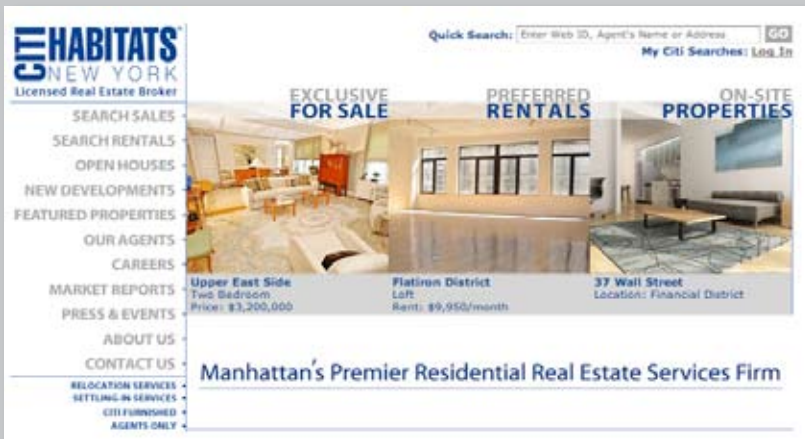 CITI HABITATS
NEW YORK
Licensed Real Estate Broker
Quick Search: Enter Web ID, Agent's Name or Address GO
My Citi Searches: Log In
SEARCH SALES
SEARCH RENTALS
OPEN HOUSES
NEW DEVELOPMENTS
FEATURED PROPERTIES
OUR AGENTS
CAREERS
MARKET REPORTS
PRESS & EVENTS
ABOUT US
CONTACT US
RELOCATION SERVICES
SETTLING-IN SERVICES
CITI FURNISHED
AGENTS ONLY
EXCLUSIVE
FOR SALE
PREFERRED
RENTALS
ON-SITE
PROPERTIES
Upper East Side
Two Bedroom
Price: $3,200,000
Flatiron District
Loft
Rent: $9,950/month
37 Wall Street
Location: Financial District
Manhattan's Premier Residential Real Estate Services Firm